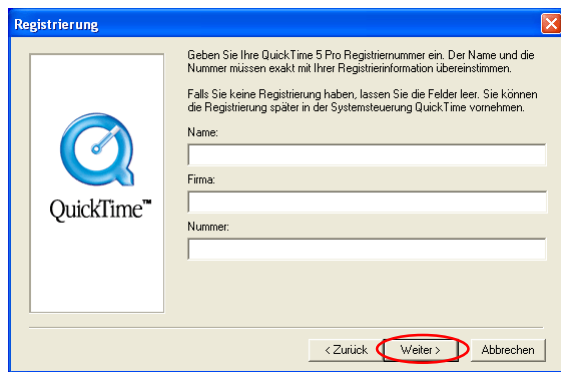 Registrierung
Geben Sie Ihre QuickTime 5 Pro Registriernummer ein. Der Name und die
Nummer müssen exakt mit Ihrer Registrierinformation übereinstimmen.
Falls Sie keine Registrierung haben, lassen Sie die Felder leer. Sie können
die Registrierung später in der Systemsteuerung QuickTime vornehmen.
Name:
Firma:
QuickTime™
Nummer:
< Zurück
Weiter >
Abbrechen